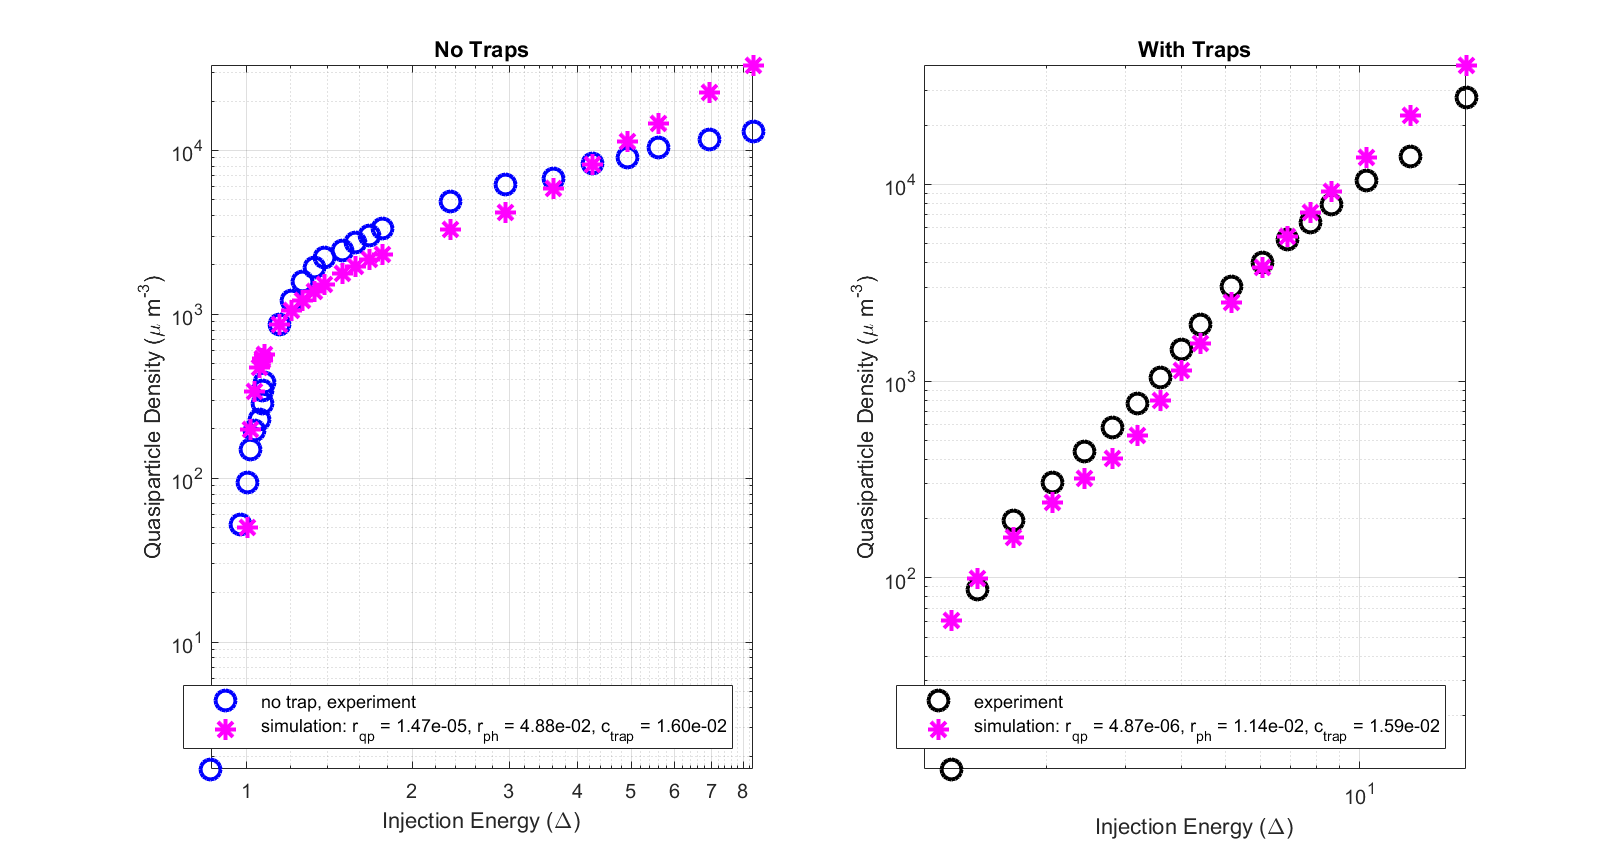 No Traps
Quasiparticle Density (μ m^-3)
10^4
10^3
10^2
10^1
no trap, experiment
simulation: r_qp = 1.47e-05, r_ph = 4.88e-02, c_trap = 1.60e-02
1 2 3 4 5 6 7 8
Injection Energy (Δ)
With Traps
Quasiparticle Density (μ m^-3)
10^4
10^3
10^2
experiment
simulation: r_qp = 4.87e-06, r_ph = 1.14e-02, c_trap = 1.59e-02
10^1
Injection Energy (Δ)